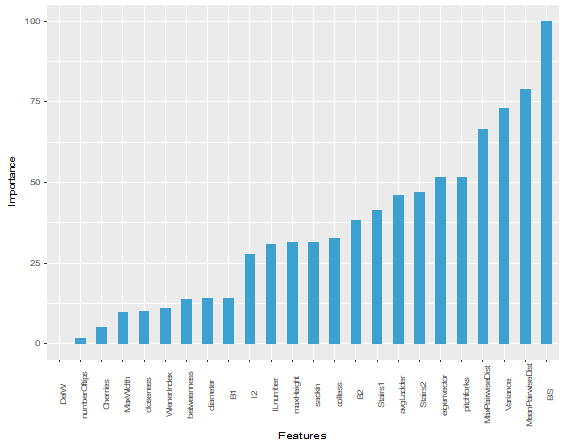 100
75
50
25
0
Importance
DelW
numberOftips
Cherries
MaxWidth
closeness
WienerIndex
betweenness
diameter
B1
I2
ILnumber
maxHeight
sackin
colless
B2
Stairs1
avgLadder
Stairs2
eigenvector
pitchforks
MaxPairwiseDist
Variance
MeanPairwiseDist
BS
Features